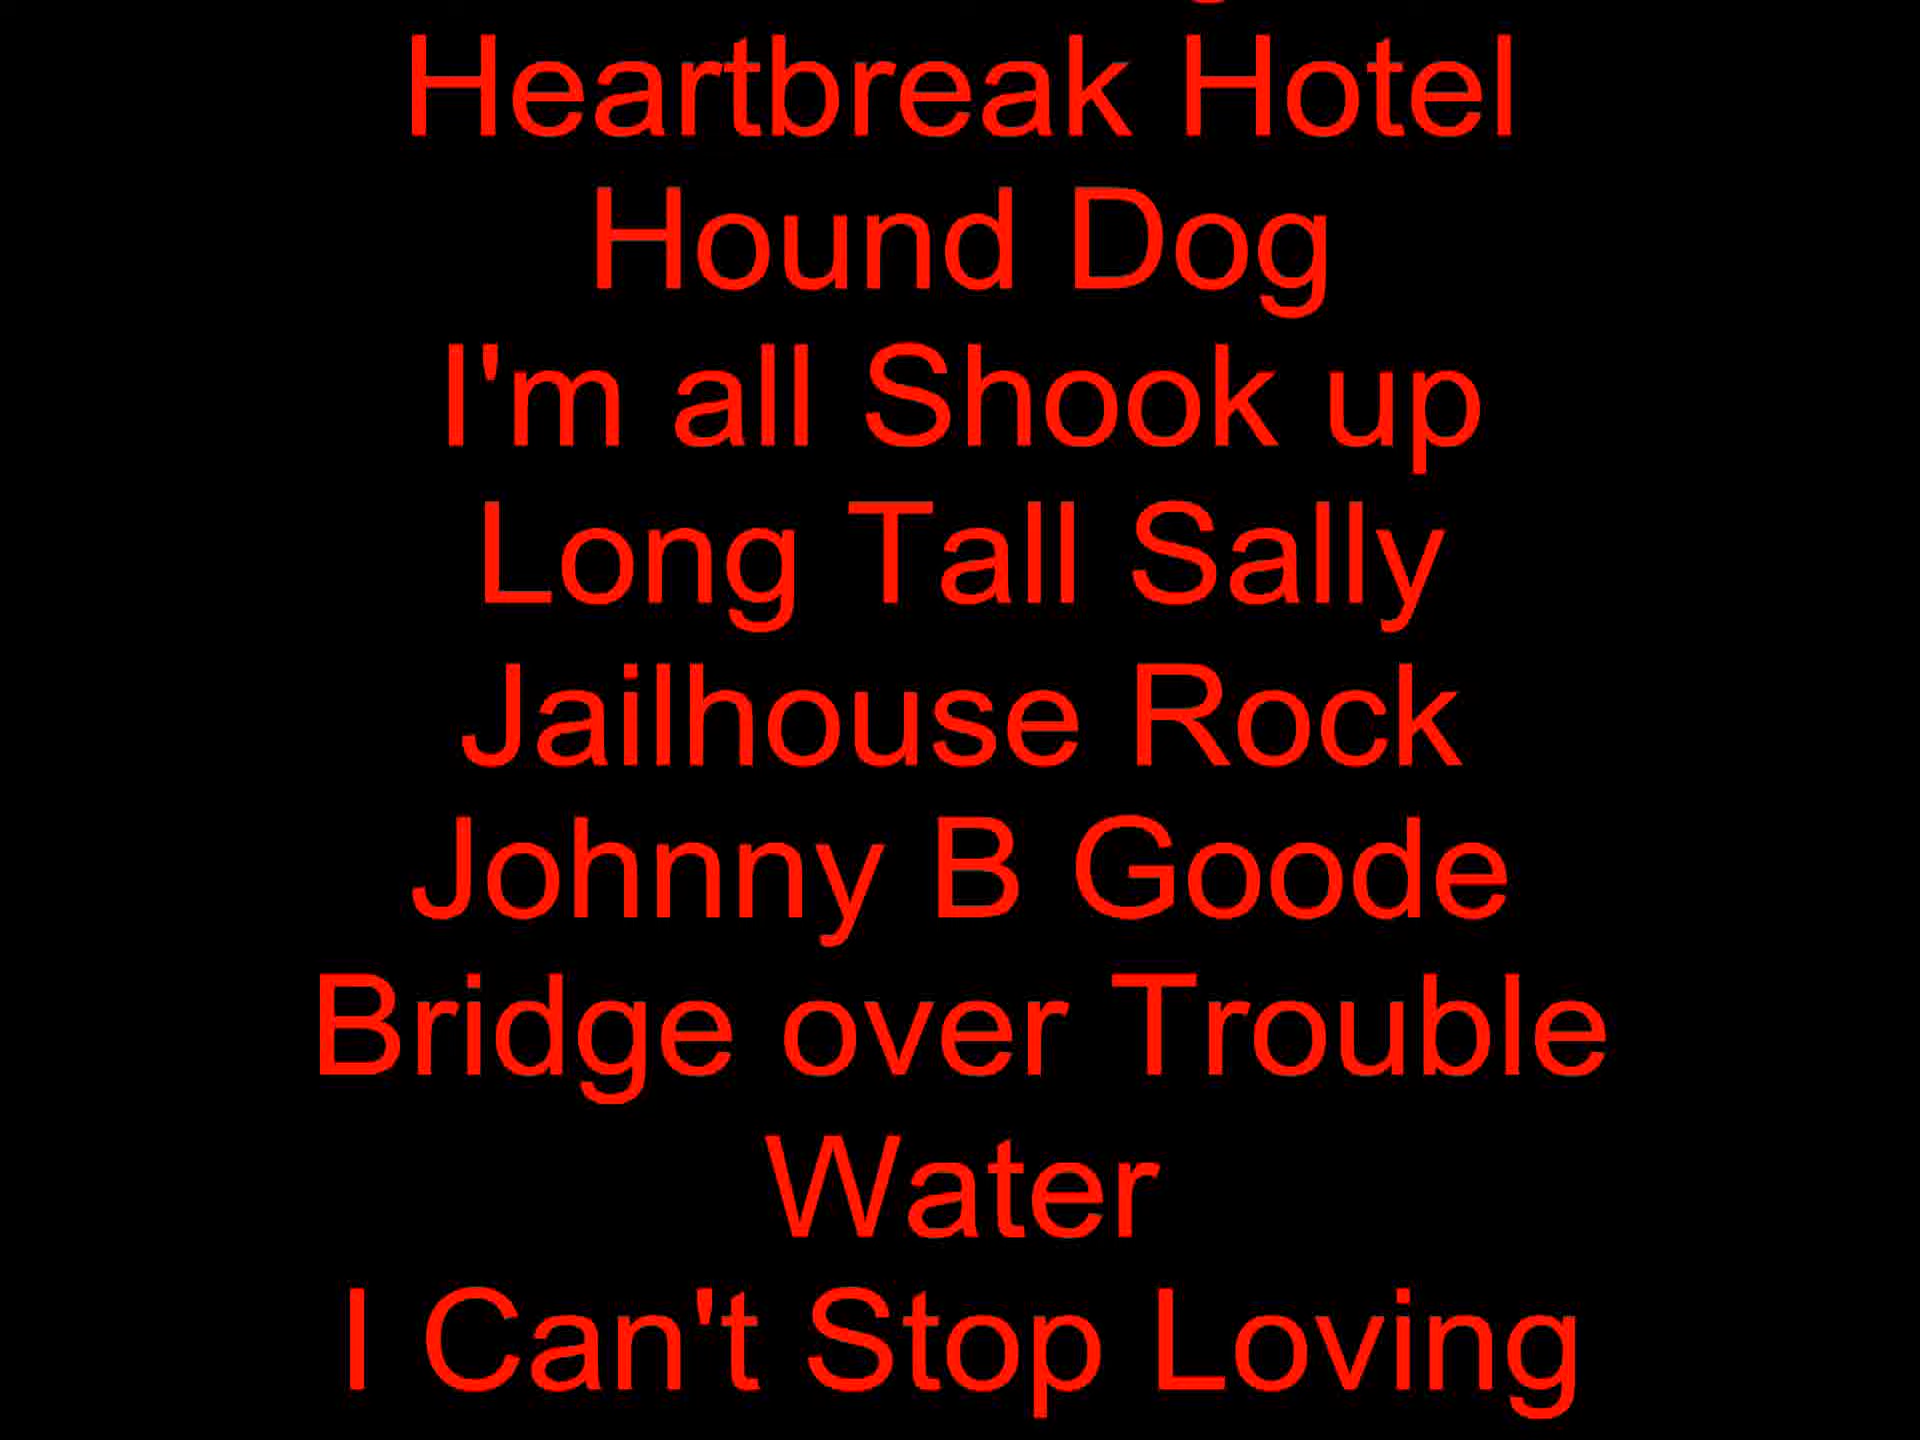 Heartbreak Hotel
Hound Dog
I'm all Shook up
Long Tall Sally
Jailhouse Rock
Johnny B Goode
Bridge over Trouble
Water
I Can't Stop Loving